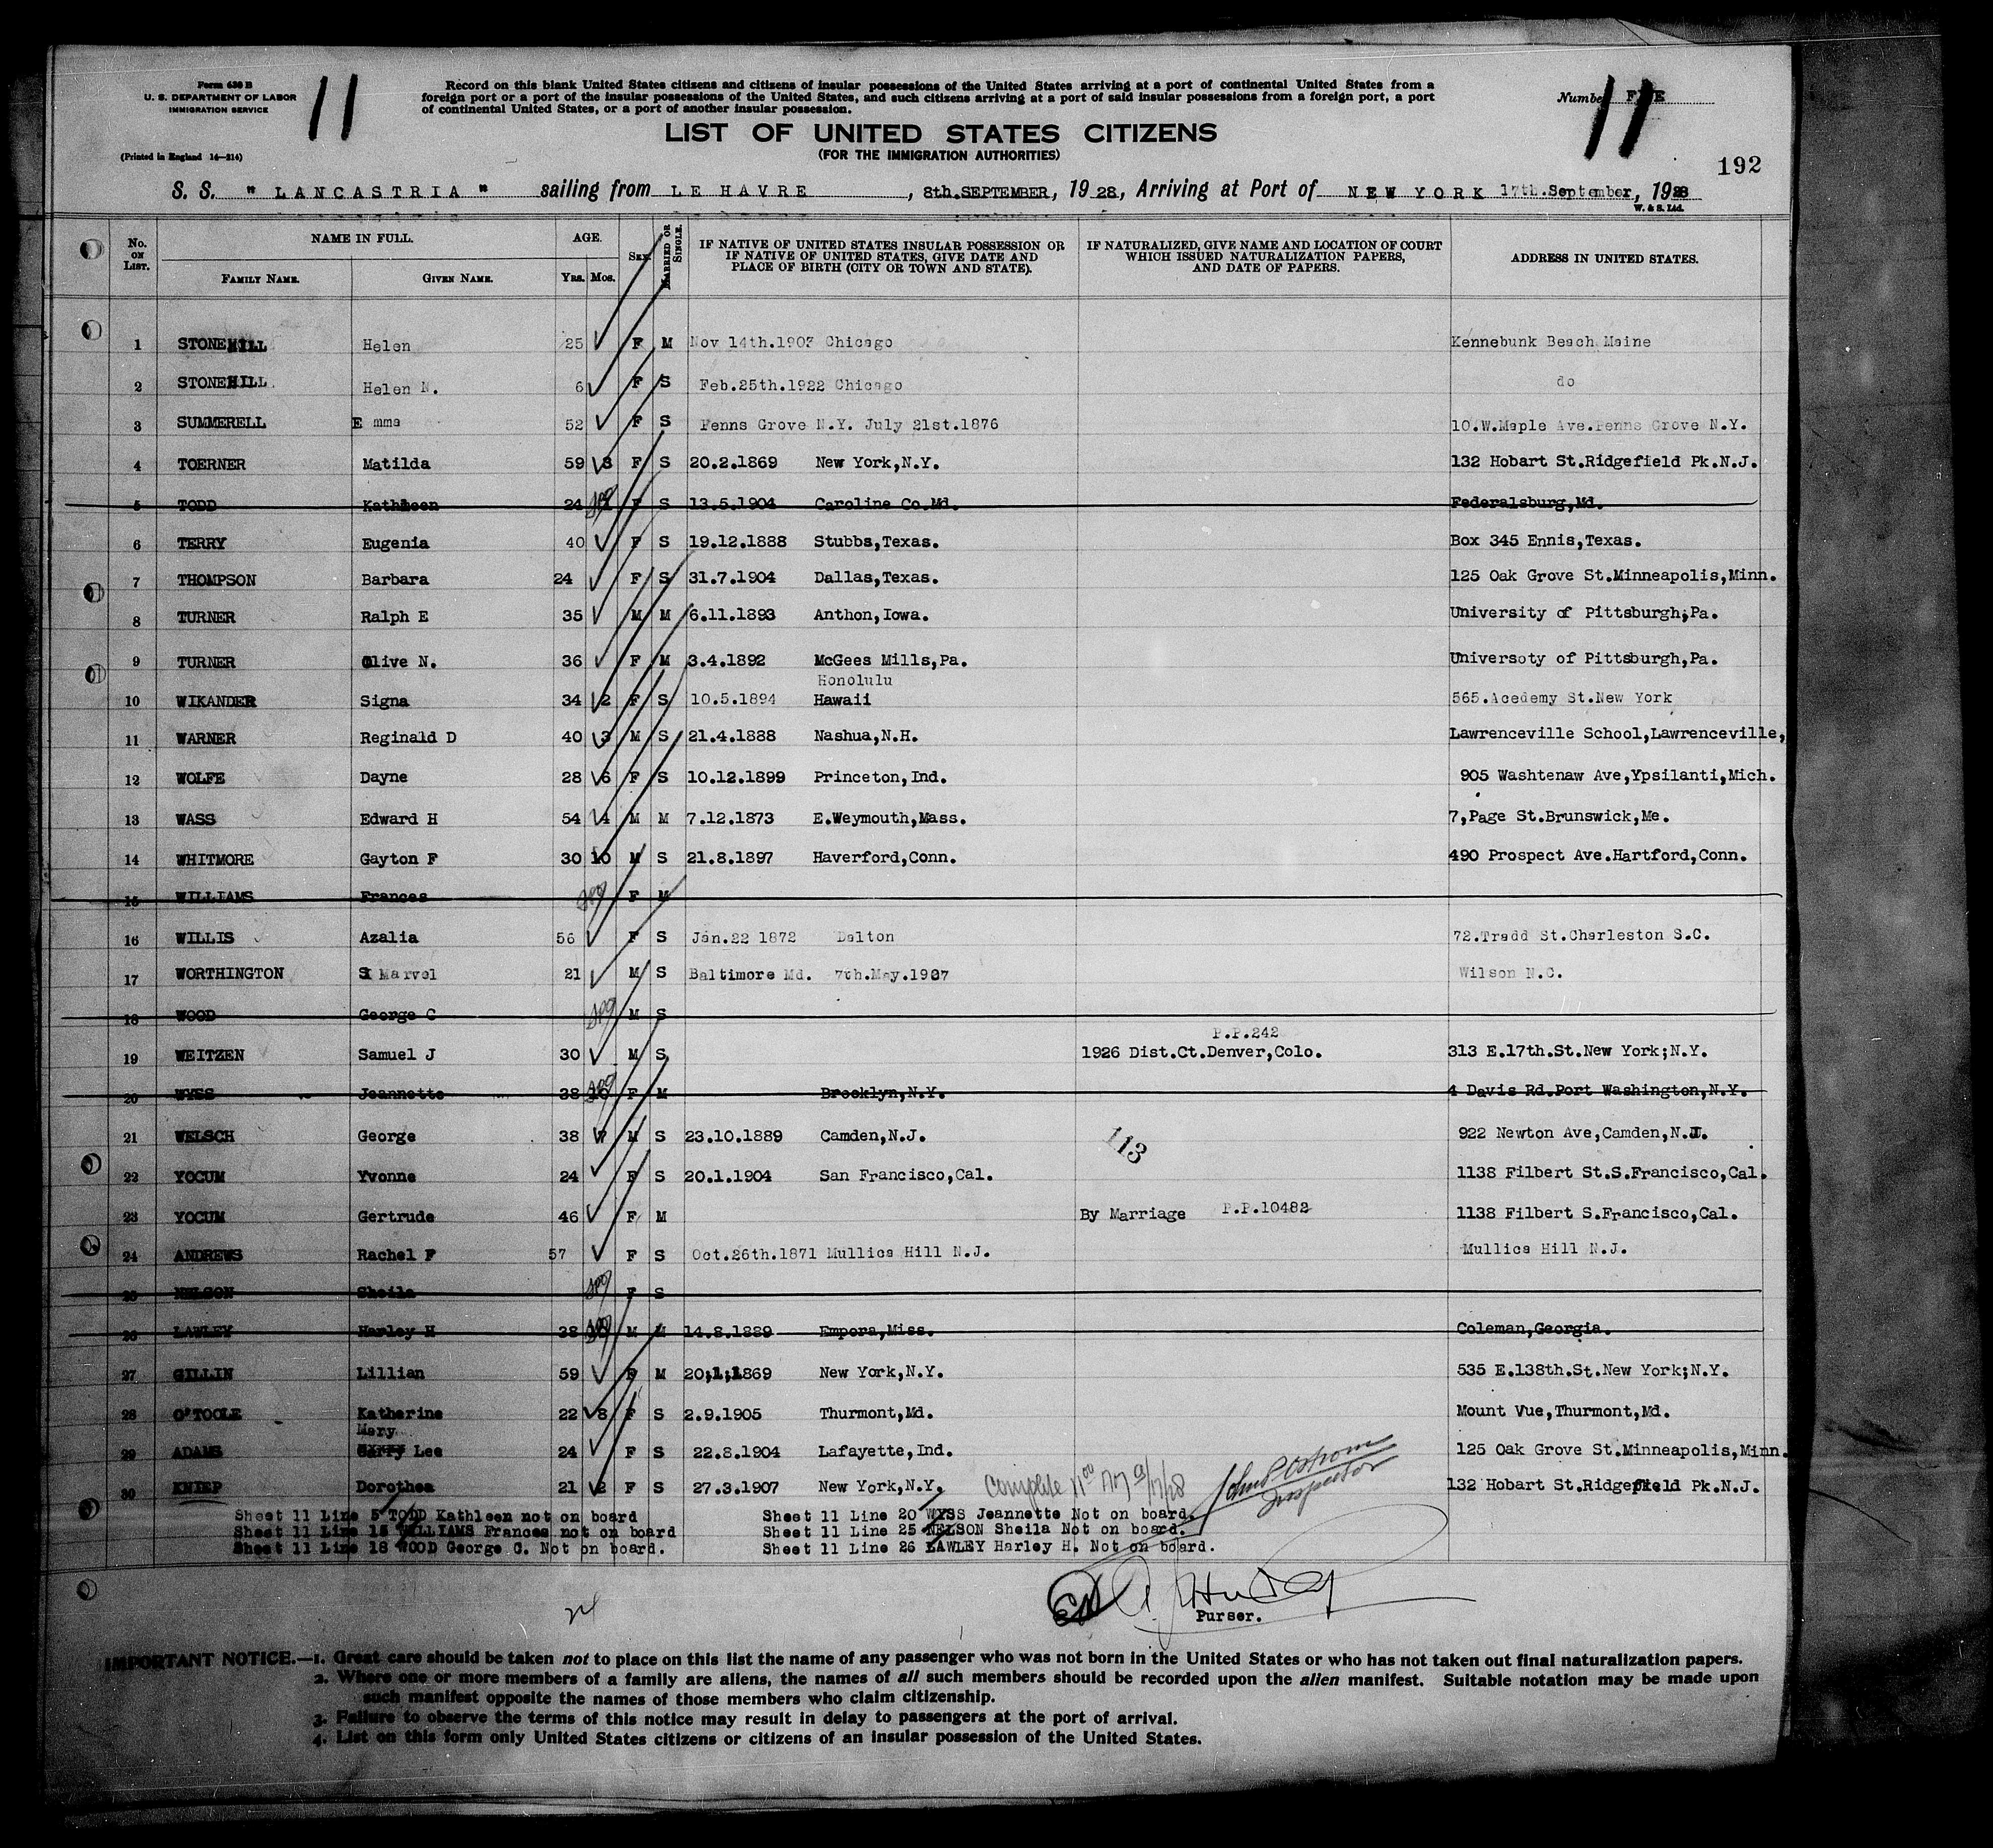 Form 630 B
U. S. DEPARTMENT OF LABOR
IMMIGRATION SERVICE
(Printed in England 14—214)
11
Record on this blank United States citizens and citizens of insular possessions of the United States arriving at a port of continental United States from a
foreign port or a port of the insular possessions of the United States, and such citizens arriving at a port of said insular possessions from a foreign port, a port
of continental United States, or a port of another insular possession.
LIST OF UNITED STATES CITIZENS
(FOR THE IMMIGRATION AUTHORITIES)
Number
11
192
S. S. " LANCASTRIA " sailing from LE HAVRE , 8th.SEPTEMBER, 1928, Arriving at Port of NEW YORK 17th.September, 1928
W. & S. Ltd.
No. ON LIST. NAME IN FULL. FAMILY NAME. GIVEN NAME. AGE. Yrs. Mos. SEX. MARRIED OR SINGLE. IF NATIVE OF UNITED STATES INSULAR POSSESSION OR IF NATIVE OF UNITED STATES, GIVE DATE AND PLACE OF BIRTH (CITY OR TOWN AND STATE). IF NATURALIZED, GIVE NAME AND LOCATION OF COURT WHICH ISSUED NATURALIZATION PAPERS, AND DATE OF PAPERS. ADDRESS IN UNITED STATES.
1 STONEHILL Helen 25 F M Nov 14th.1903 Chicago Kennebunk Beach Maine
2 STONEHILL Helen N. 6 F S Feb.25th.1922 Chicago do
3 SUMMERELL E mma 52 F S Penns Grove N.Y. July 21st.1876 10.W.Maple Ave.Penns Grove N.Y.
4 TOERNER Matilda 59 3 F S 20.2.1869 New York,N.Y. 132 Hobart St.Ridgefield Pk.N.J.
5 TODD Kathleen 24 F S 13.5.1904 Caroline Co.Md. Federalsburg,Md.
6 TERRY Eugenia 40 F S 19.12.1888 Stubbs,Texas. Box 345 Ennis,Texas.
7 THOMPSON Barbara 24 F S 31.7.1904 Dallas,Texas. 125 Oak Grove St.Minneapolis,Minn.
8 TURNER Ralph E 35 M M 6.11.1893 Anthon,Iowa. University of Pittsburgh,Pa.
9 TURNER Olive N. 36 F M 3.4.1892 McGees Mills,Pa. Universoty of Pittsburgh,Pa.
Honolulu
10 WIKANDER Signa 34 2 F S 10.5.1894 Hawaii 565.Acedemy St.New York
11 WARNER Reginald D 40 3 M S 21.4.1888 Nashua,N.H. Lawrenceville School,Lawrenceville,
12 WOLFE Dayne 28 6 F S 10.12.1899 Princeton,Ind. 905 Washtenaw Ave,Ypsilanti,Mich.
13 WASS Edward H 54 4 M M 7.12.1873 E.Weymouth,Mass. 7,Page St.Brunswick,Me.
14 WHITMORE Gayton F 30 10 M S 21.8.1897 Haverford,Conn. 490 Prospect Ave.Hartford,Conn.
15 WILLIAMS Frances F M
16 WILLIS Azalia 56 F S Jan.22 1872 Dalton 72.Tradd St.Charleston S.C.
17 WORTHINGTON S Marvel 21 M S Baltimore Md. 7th.May.1907 Wilson N.C.
18 WOOD George C M S
P.P.242
19 WEITZEN Samuel J 30 M S 1926 Dist.Ct.Denver,Colo. 313 E.17th.St.New York;N.Y.
20 WYSS Jeannette 38 10 F M Brooklyn,N.Y. 4 Davis Rd.Port Washington,N.Y.
21 WELSCH George 38 M S 23.10.1889 Camden,N.J. 922 Newton Ave,Camden,N.J.
113
22 YOCUM Yvonne 24 F S 20.1.1904 San Francisco,Cal. 1138 Filbert St.S.Francisco,Cal.
23 YOCUM Gertrude 46 F M By Marriage P.P.10482 1138 Filbert S.Francisco,Cal.
24 ANDREWS Rachel F 57 F S Oct.26th.1871 Mullica Hill N.J. Mullica Hill N.J.
25 NELSON Sheila F S
26 LAWLEY Harley H 38 M M 14.8.1889 Empora,Miss. Coleman,Georgia.
27 GILLIN Lillian 59 F M 20.1.1869 New York,N.Y. 535 E.138th.St.New York;N.Y.
28 O'TOOLE Katherine 22 8 F S 2.9.1905 Thurmont,Md. Mount Vue,Thurmont,Md.
Mary
29 ADAMS Lee 24 F S 22.8.1904 Lafayette,Ind. 125 Oak Grove St.Minneapolis,Minn.
30 KNIEP Dorothea 21 2 F S 27.3.1907 New York,N.Y. 132 Hobart St.Ridgefield Pk.N.J.
Complete
Inspector
Sheet 11 Line 5 TODD Kathleen not on board Sheet 11 Line 20 WYSS Jeannette Not on board.
Sheet 11 Line 15 WILLIAMS Frances not on board Sheet 11 Line 25 NELSON Sheila Not on board.
Sheet 11 Line 18 WOOD George C. Not on board. Sheet 11 Line 26 LAWLEY Harley H. Not on board.
24
Purser.
IMPORTANT NOTICE.—1. Great care should be taken not to place on this list the name of any passenger who was not born in the United States or who has not taken out final naturalization papers.
2. Where one or more members of a family are aliens, the names of all such members should be recorded upon the alien manifest. Suitable notation may be made upon
such manifest opposite the names of those members who claim citizenship.
3. Failure to observe the terms of this notice may result in delay to passengers at the port of arrival.
4. List on this form only United States citizens or citizens of an insular possession of the United States.